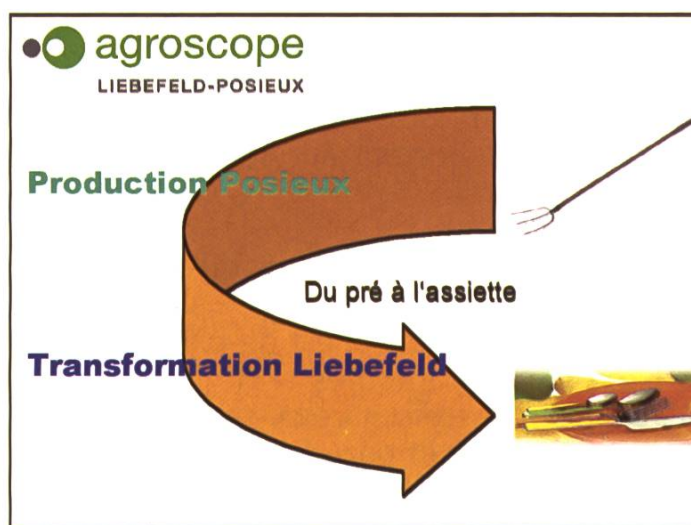 agroscope
LIEBEFELD-POSIEUX
Production Posieux
Du pré à l'assiette
Transformation Liebefeld